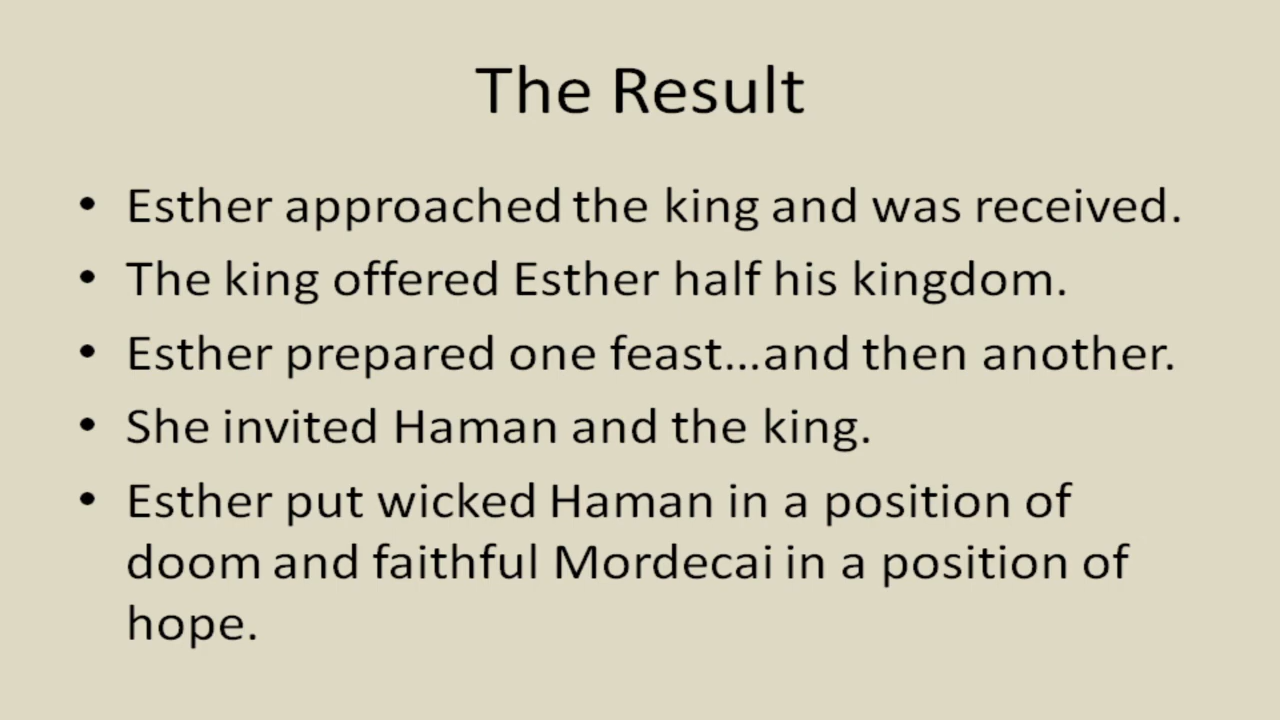 The Result
• Esther approached the king and was received.
• The king offered Esther half his kingdom.
• Esther prepared one feast...and then another.
• She invited Haman and the king.
• Esther put wicked Haman in a position of
doom and faithful Mordecai in a position of
hope.